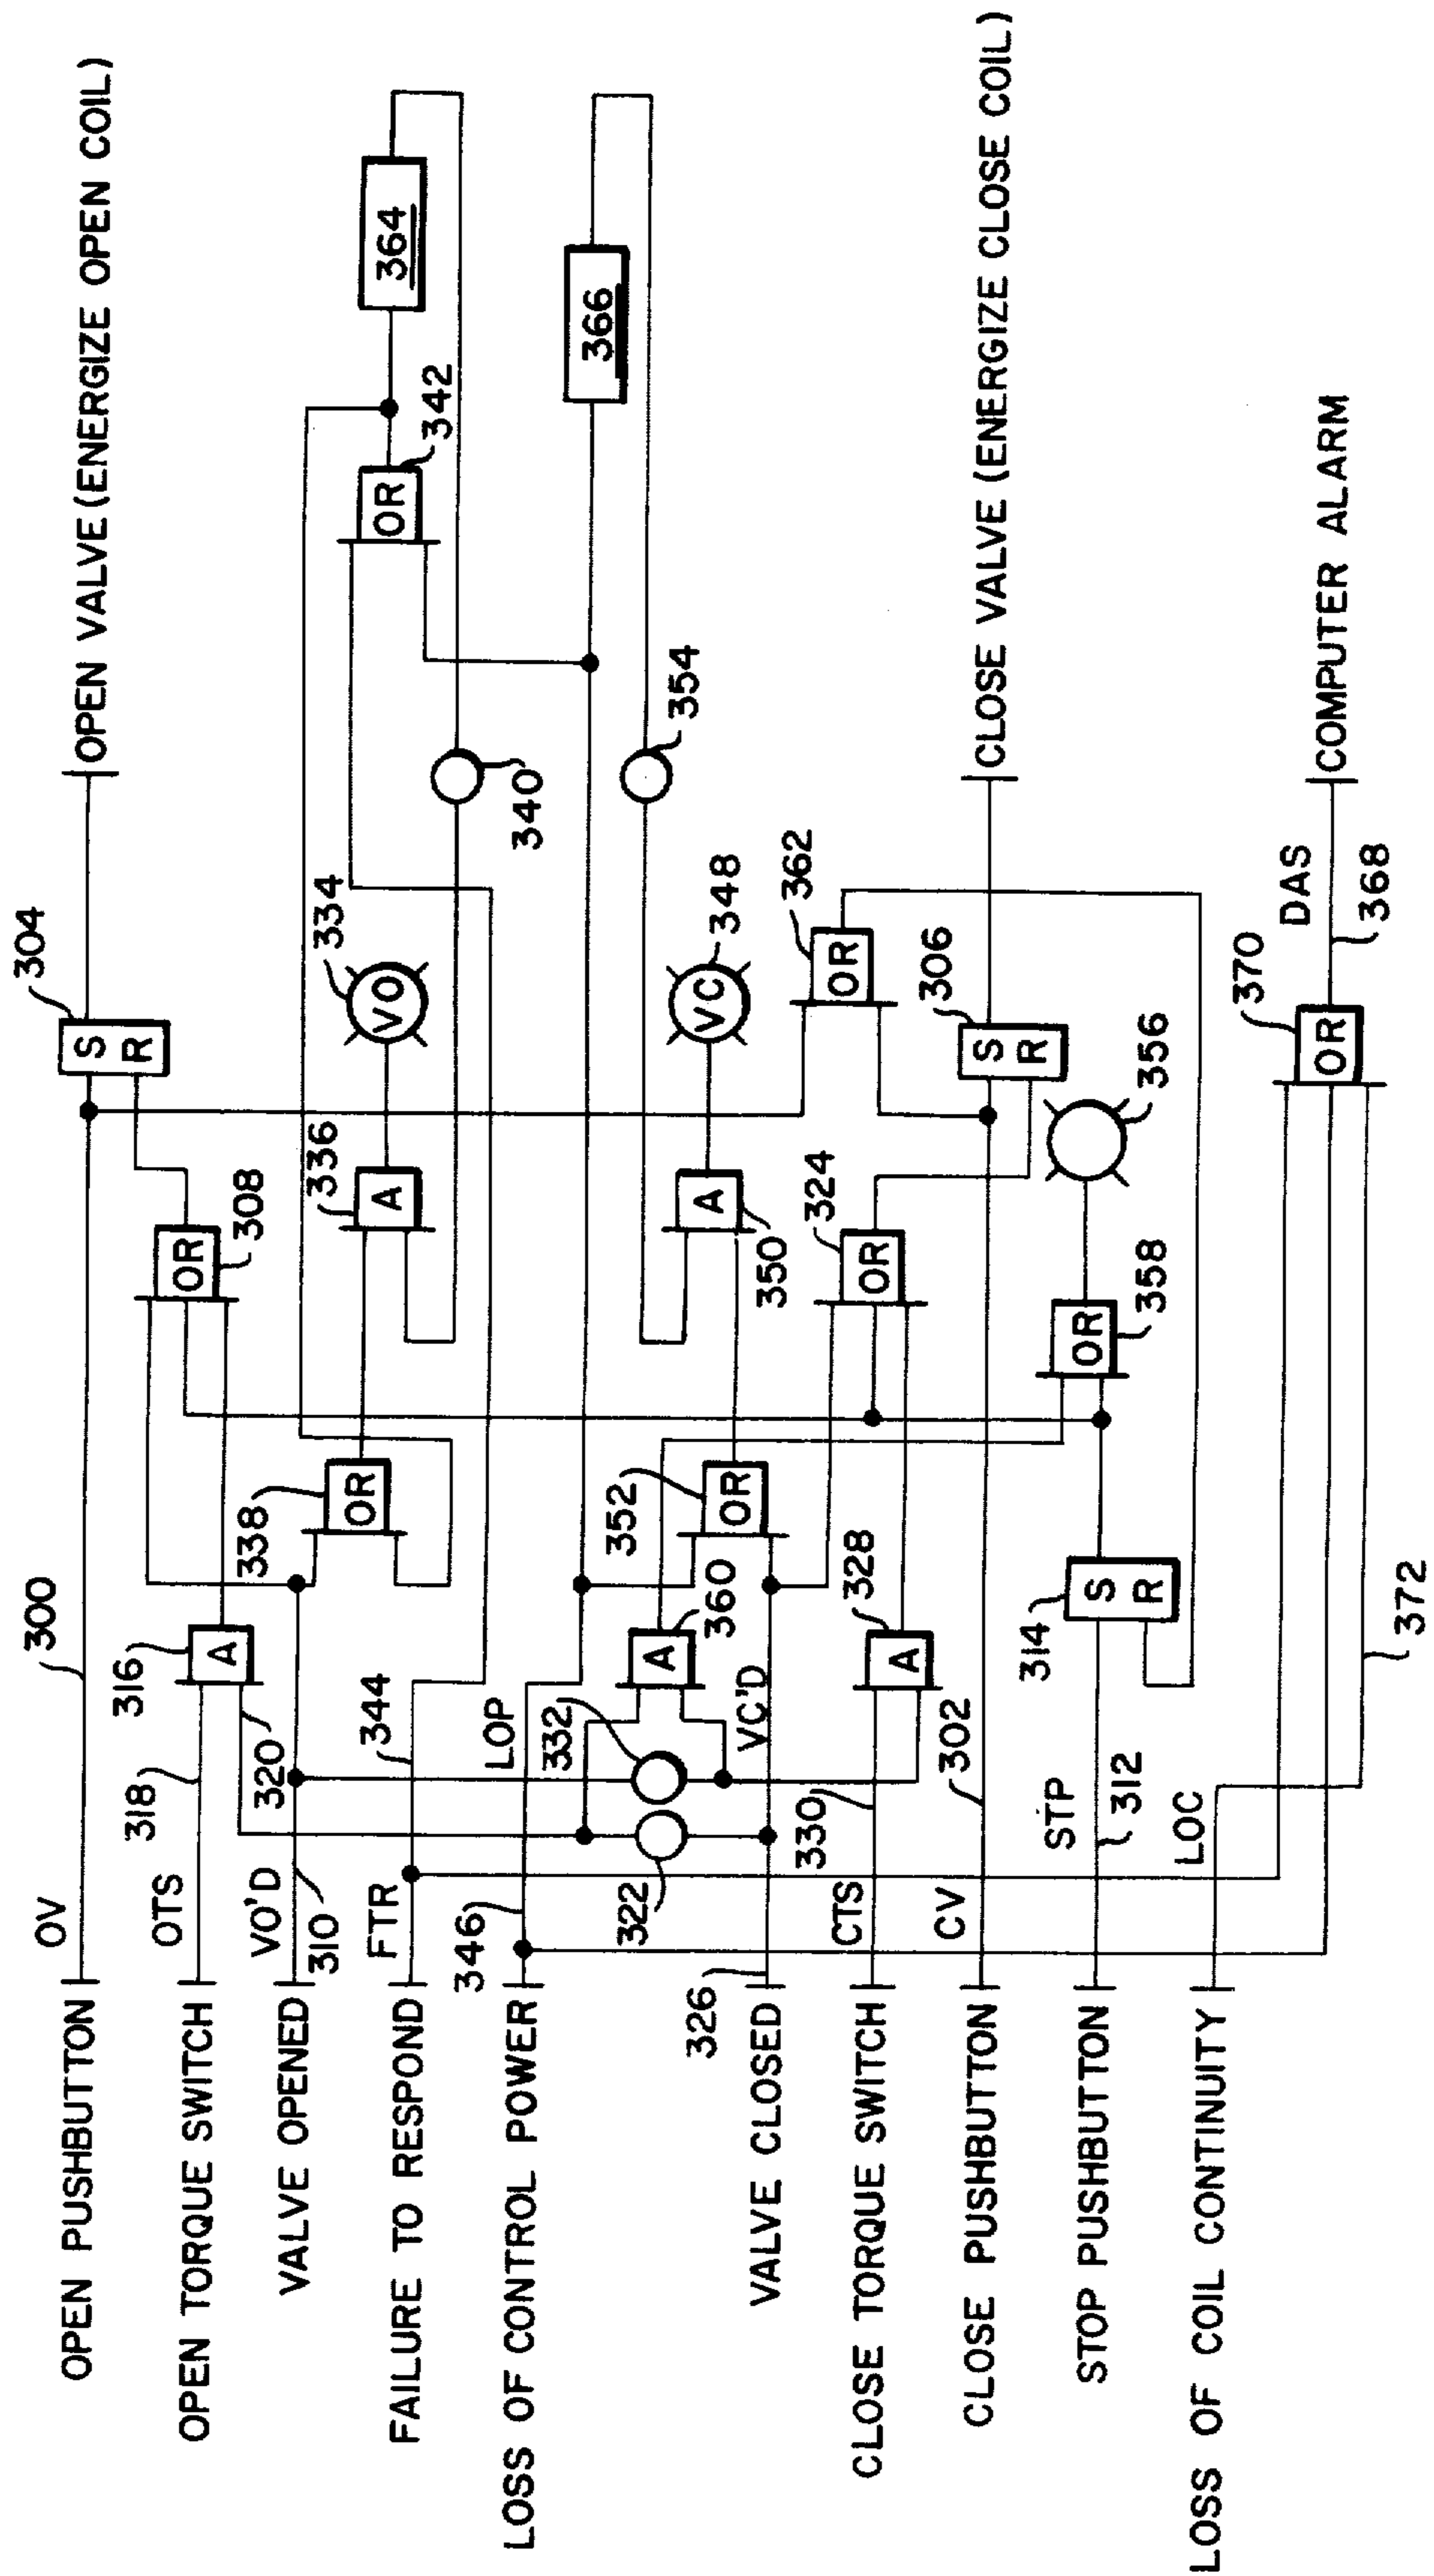 OPEN PUSHBUTTON
OV
300
304
OPEN VALVE (ENERGIZE OPEN COIL)
S
R
OPEN TORQUE SWITCH
OTS
318
316
A
OR
308
VALVE OPENED
VO'D
310
320
338
OR
336
A
334
VO
OR
342
364
FAILURE TO RESPOND
FTR
344
340
LOSS OF CONTROL POWER
346
LOP
366
322
332
A
360
354
VALVE CLOSED
326
VC'D
352
OR
A
350
VC
348
CLOSE TORQUE SWITCH
CTS
330
328
A
324
OR
362
OR
CLOSE PUSHBUTTON
CV
302
306
S
R
CLOSE VALVE (ENERGIZE CLOSE COIL)
STOP PUSHBUTTON
STP
312
314
S
R
OR
358
356
LOSS OF COIL CONTINUITY
LOC
372
370
OR
DAS
368
COMPUTER ALARM